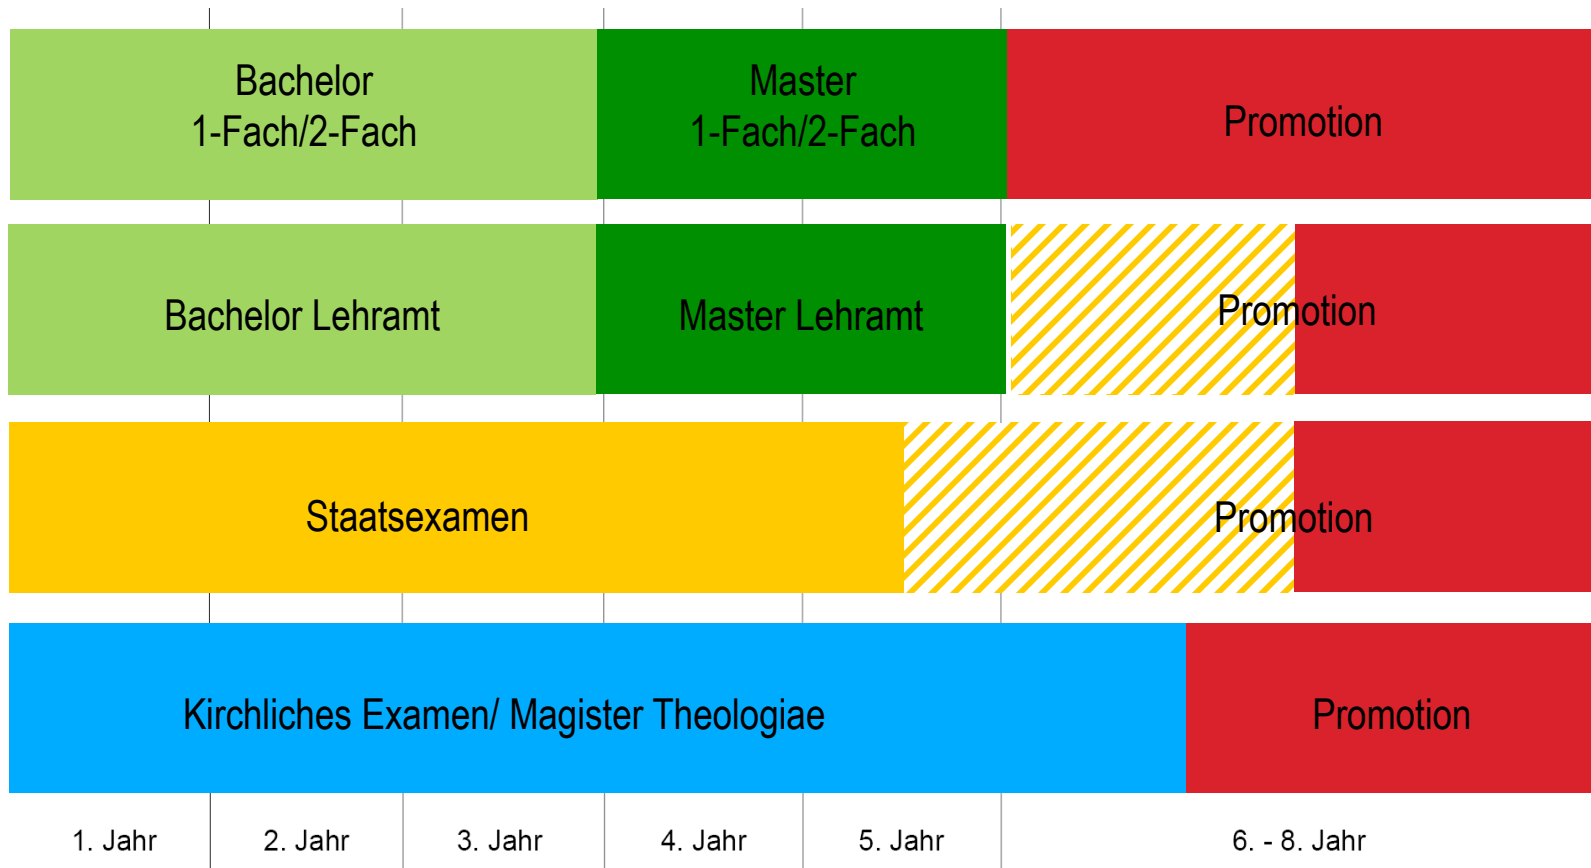 Bachelor
1-Fach/2-Fach
Master
1-Fach/2-Fach
Promotion
Bachelor Lehramt
Master Lehramt
Promotion
Staatsexamen
Promotion
Kirchliches Examen/ Magister Theologiae
Promotion
1. Jahr
2. Jahr
3. Jahr
4. Jahr
5. Jahr
6. - 8. Jahr